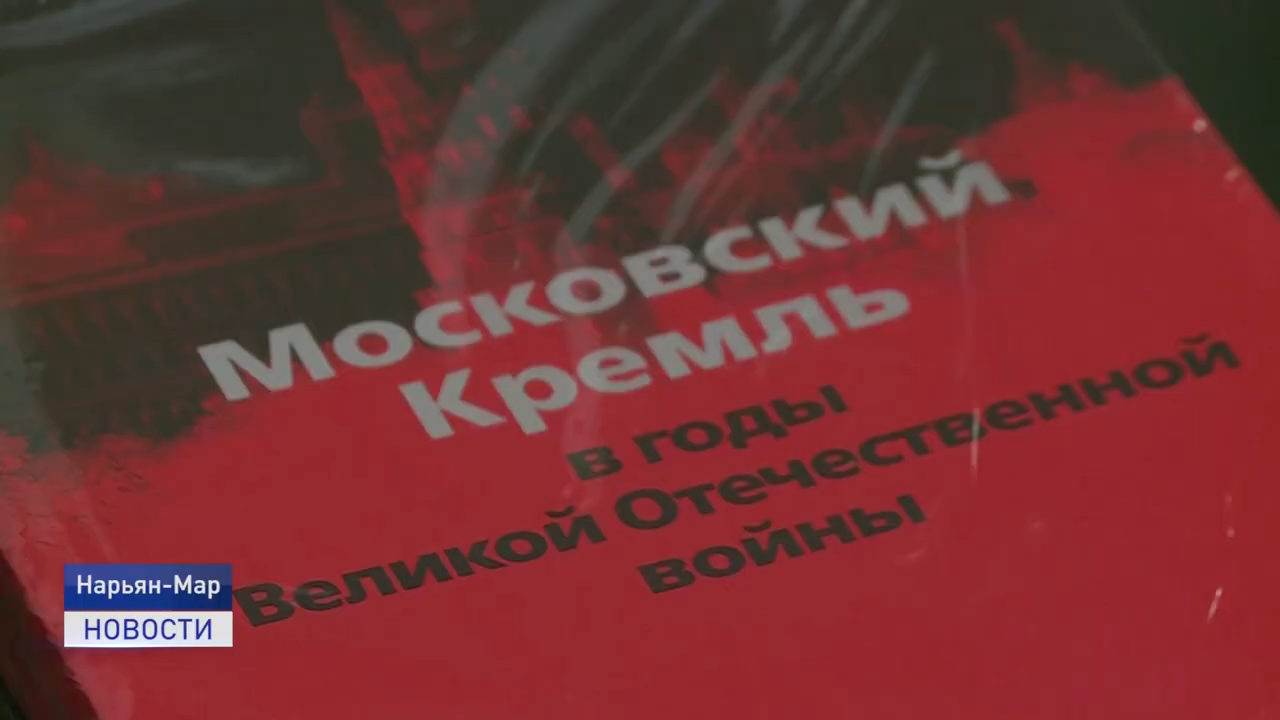 Московский
Кремль
в годы
Великой Отечественной
войны
Нарьян-Мар
НОВОСТИ